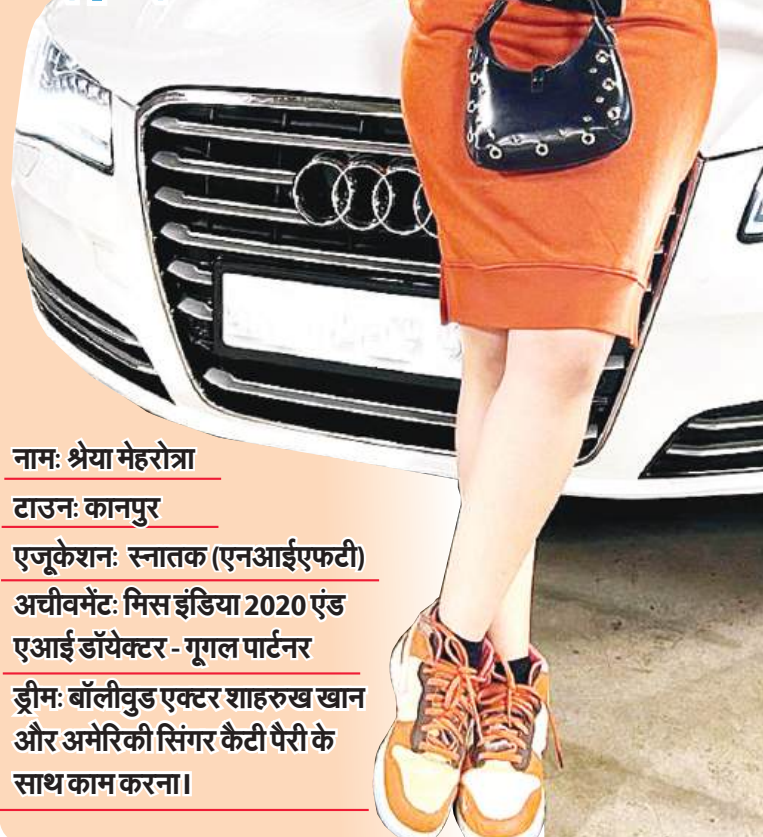 नामः श्रेया मेहरोत्रा
टाउनः कानपुर
एजूकेशनः स्नातक (एनआईएफटी)
अचीवमेंटः मिस इंडिया 2020 एंड
एआई डॉयेक्टर - गूगल पार्टनर
ड्रीमः बॉलीवुड एक्टर शाहरुख खान
और अमेरिकी सिंगर कैटी पैरी के
साथ काम करना।